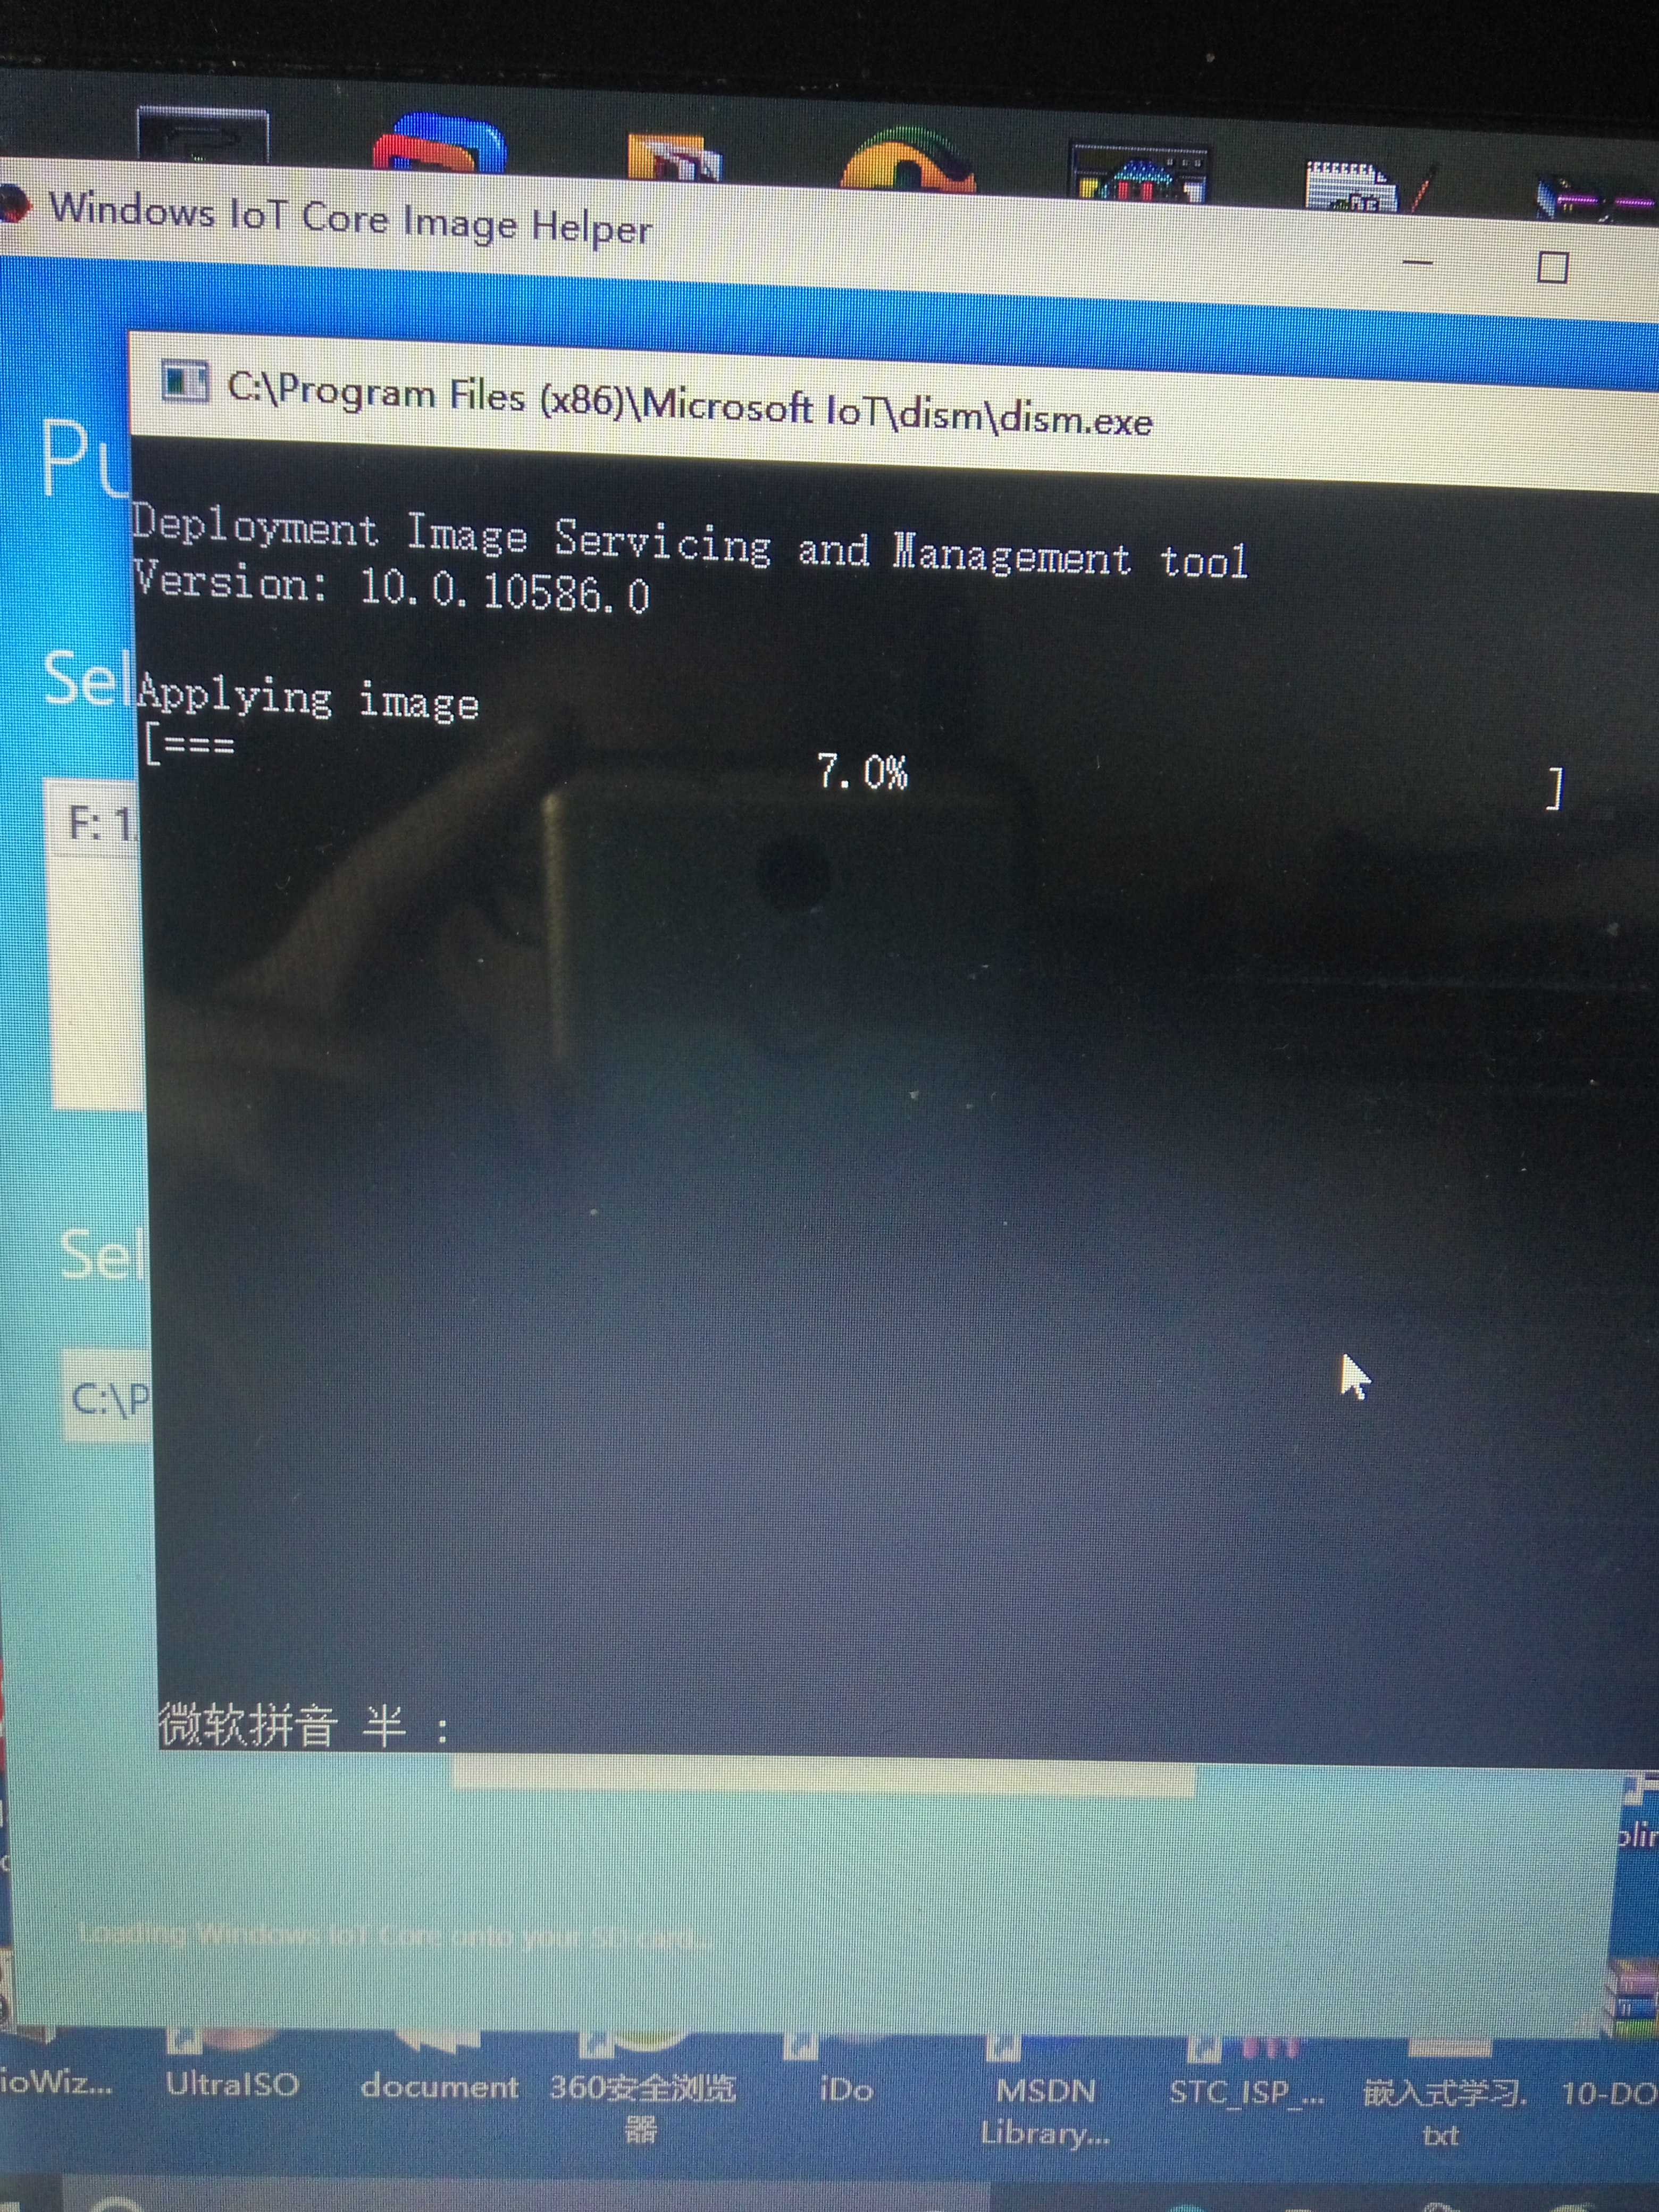 Windows IoT Core Image Helper
C:\Program Files (x86)\Microsoft IoT\dism\dism.exe
Pu
Deployment Image Servicing and Management tool
Version: 10.0.10586.0
Sel
Applying image
[=== 7.0% ]
F: 1
Sel
C:\P
微软拼音 半 :
Loading Windows IoT Core onto your SD card...
ioWiz...
UltraISO
document
360安全浏览
器
iDo
MSDN
Library...
STC_ISP_...
嵌入式学习.
txt
10-DO